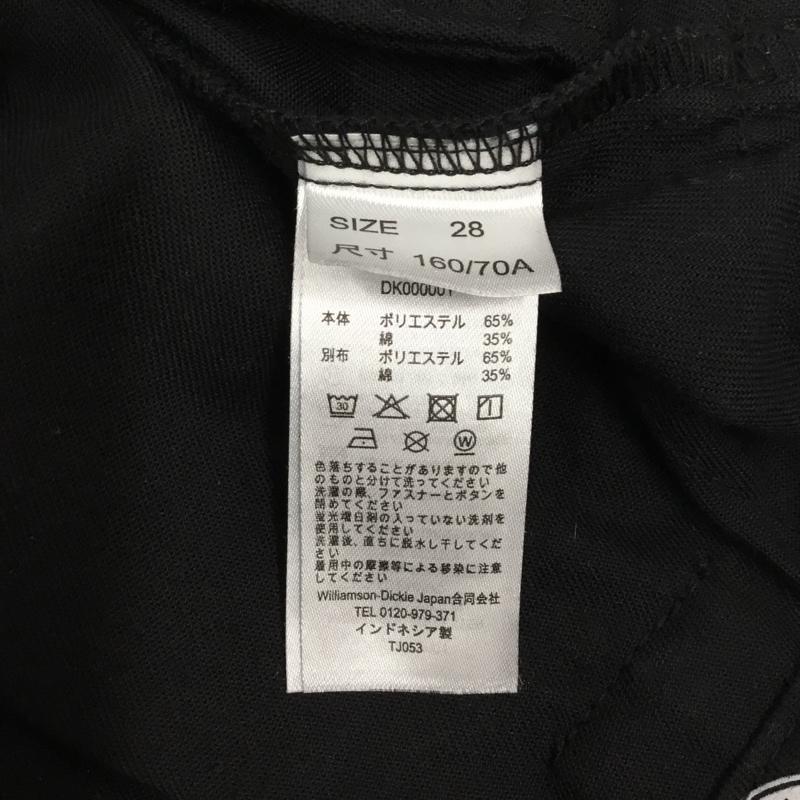 SIZE 28
尺寸 160/70A
DK000001
本体 ポリエステル 65%
綿 35%
別布 ポリエステル 65%
綿 35%
30
W
色落ちすることがありますので他
のものと分けて洗ってください
洗濯の際、ファスナーとボタンを
閉めてください
蛍光増白剤の入っていない洗剤を
使用してください
洗濯後、直ちに脱水し干してくだ
さい
着用中の摩擦等による移染に注意
してください
Williamson-Dickie Japan合同会社
TEL 0120-979-371
インドネシア製
TJ053